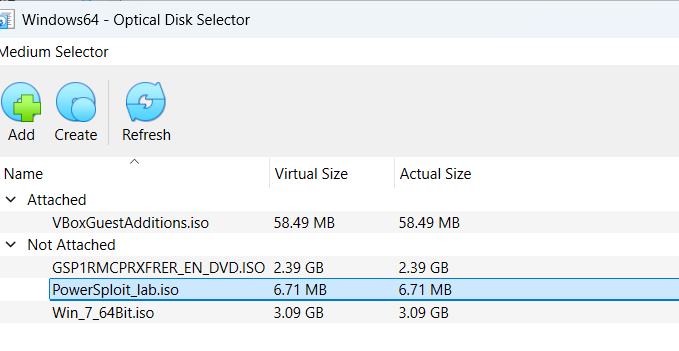 Windows64 - Optical Disk Selector
Medium Selector
Add Create Refresh
Name Virtual Size Actual Size
Attached
VBoxGuestAdditions.iso 58.49 MB 58.49 MB
Not Attached
GSP1RMCPRXFRER_EN_DVD.ISO 2.39 GB 2.39 GB
PowerSploit_lab.iso 6.71 MB 6.71 MB
Win_7_64Bit.iso 3.09 GB 3.09 GB